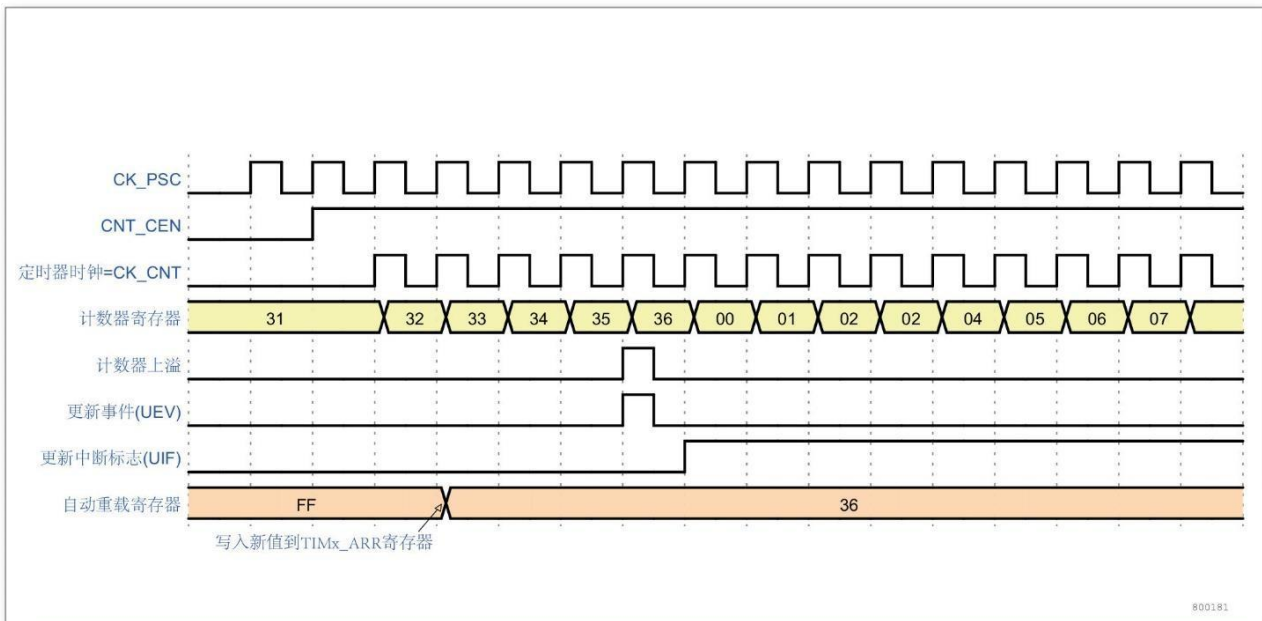 CK_PSC
CNT_CEN
定时器时钟=CK_CNT
计数器寄存器 31 32 33 34 35 36 00 01 02 02 04 05 06 07
计数器上溢
更新事件(UEV)
更新中断标志(UIF)
自动重载寄存器 FF 36
写入新值到TIMx_ARR寄存器
800181